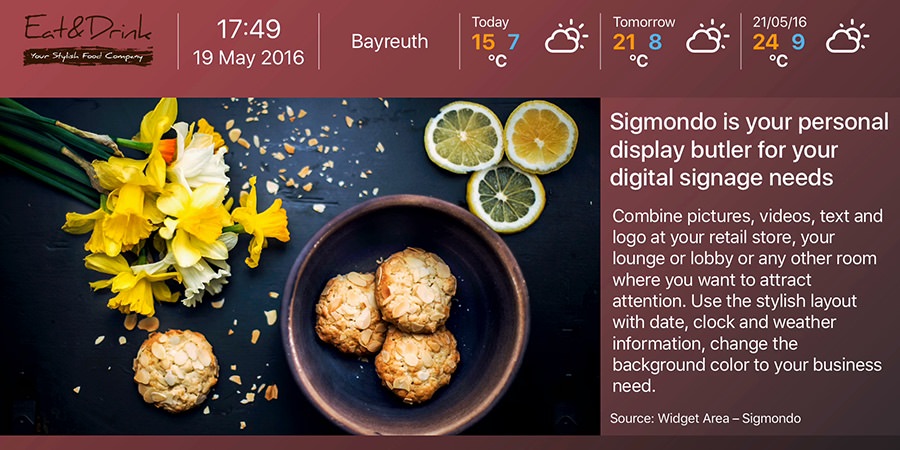 Eat&Drink
Your Stylish Food Company
17:49
19 May 2016
Bayreuth
Today
15 7
°C
Tomorrow
21 8
°C
21/05/16
24 9
°C
Sigmondo is your personal
display butler for your
digital signage needs
Combine pictures, videos, text and
logo at your retail store, your
lounge or lobby or any other room
where you want to attract
attention. Use the stylish layout
with date, clock and weather
information, change the
background color to your business
need.
Source: Widget Area – Sigmondo